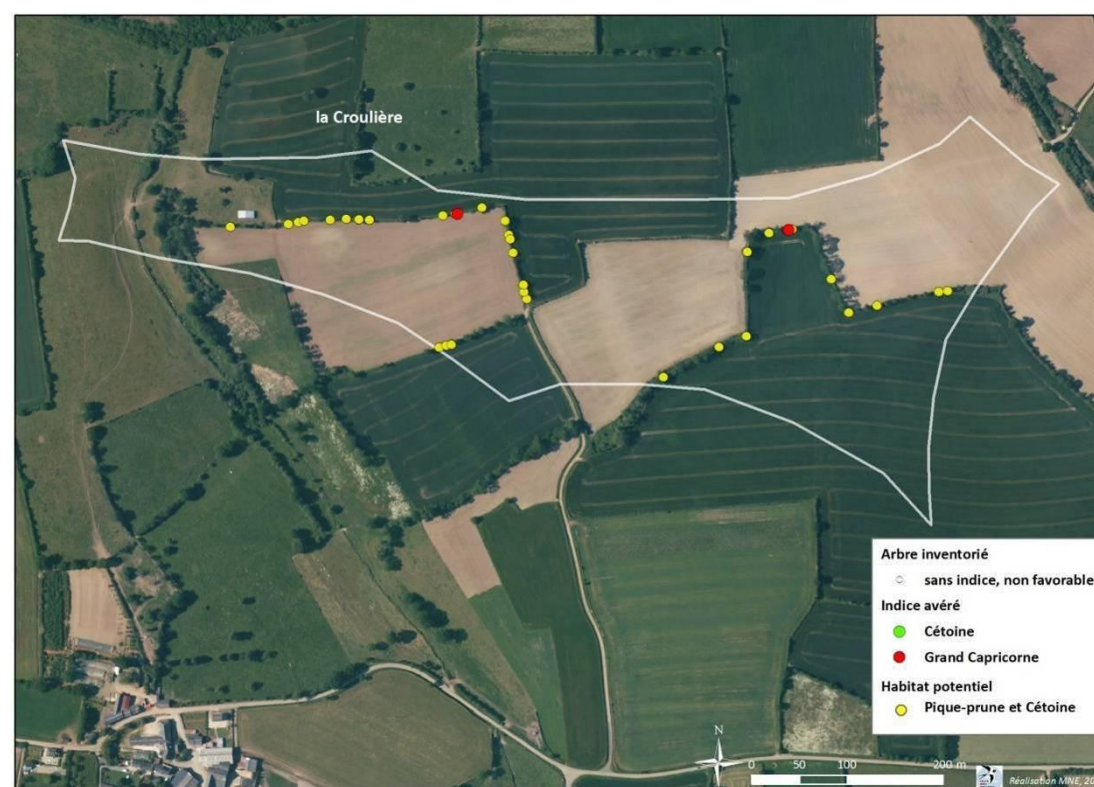 la Croulière
Arbre inventorié
sans indice, non favorable
Indice avéré
Cétoine
Grand Capricorne
Habitat potentiel
Pique-prune et Cétoine
N
0 50 100 200 m
Réalisation MNE, 20